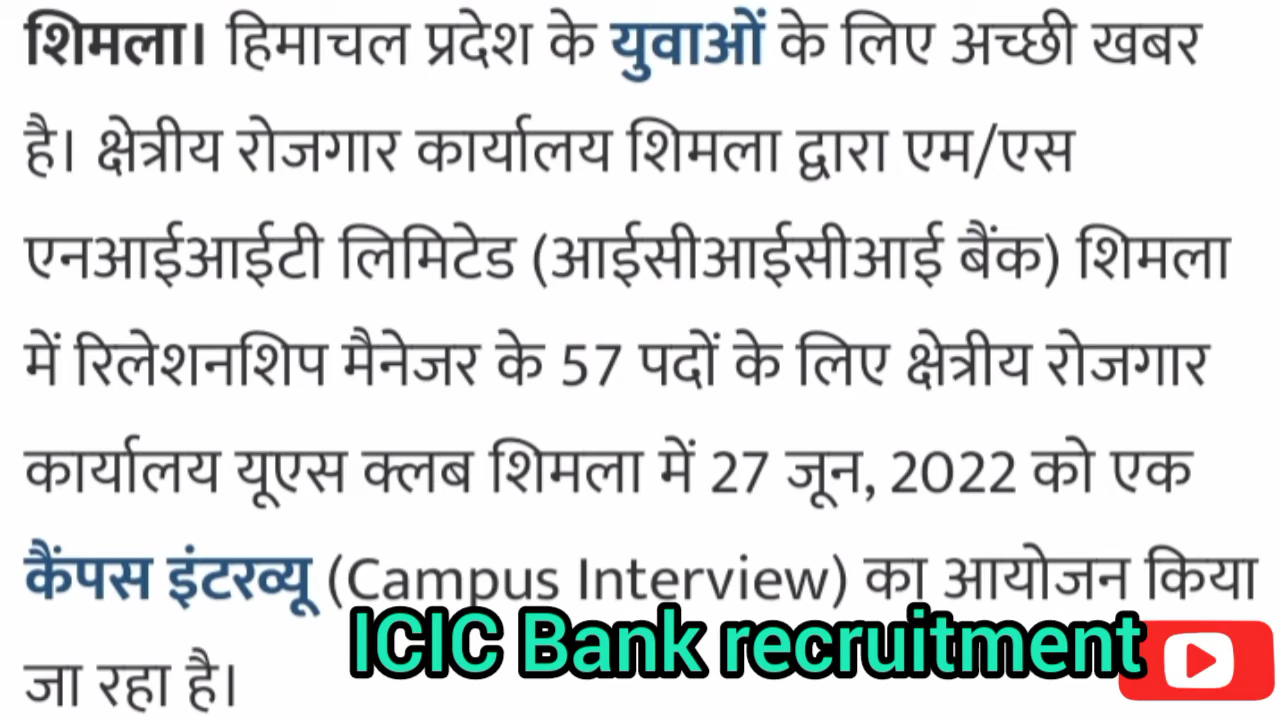 शिमला। हिमाचल प्रदेश के युवाओं के लिए अच्छी खबर
है। क्षेत्रीय रोजगार कार्यालय शिमला द्वारा एम/एस
एनआईआईटी लिमिटेड (आईसीआईसीआई बैंक) शिमला
में रिलेशनशिप मैनेजर के 57 पदों के लिए क्षेत्रीय रोजगार
कार्यालय यूएस क्लब शिमला में 27 जून, 2022 को एक
कैंपस इंटरव्यू (Campus Interview) का आयोजन किया
जा रहा है।
ICIC Bank recruitment